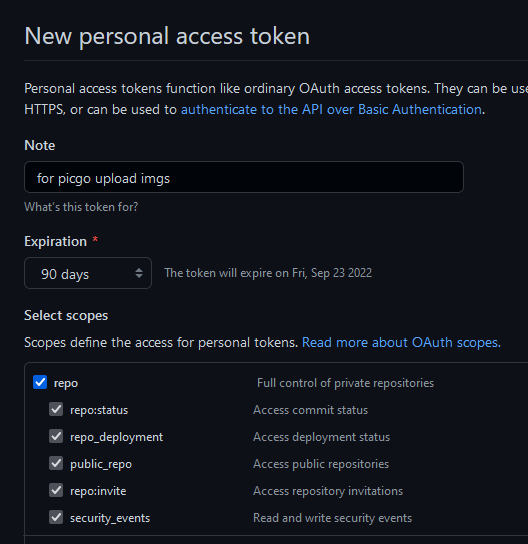 New personal access token
Personal access tokens function like ordinary OAuth access tokens. They can be use
HTTPS, or can be used to authenticate to the API over Basic Authentication.
Note
for picgo upload imgs
What's this token for?
Expiration *
90 days The token will expire on Fri, Sep 23 2022
Select scopes
Scopes define the access for personal tokens. Read more about OAuth scopes.
repo Full control of private repositories
repo:status Access commit status
repo_deployment Access deployment status
public_repo Access public repositories
repo:invite Access repository invitations
security_events Read and write security events